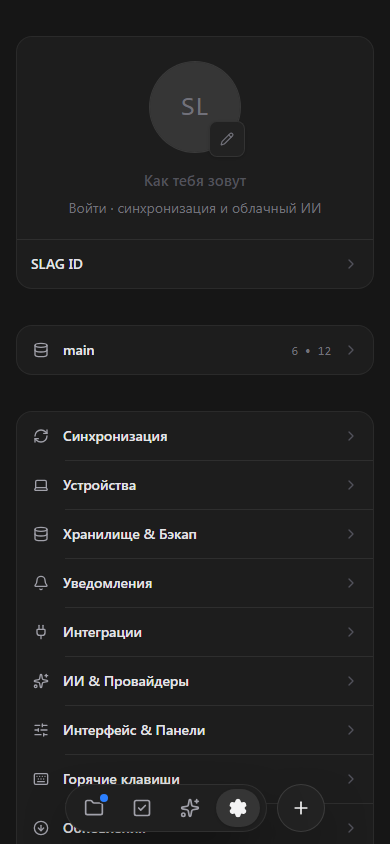 SL
Как тебя зовут
Войти · синхронизация и облачный ИИ
SLAG ID
main 6 • 12
Синхронизация
Устройства
Хранилище & Бэкап
Уведомления
Интеграции
ИИ & Провайдеры
Интерфейс & Панели
Горячие клавиши